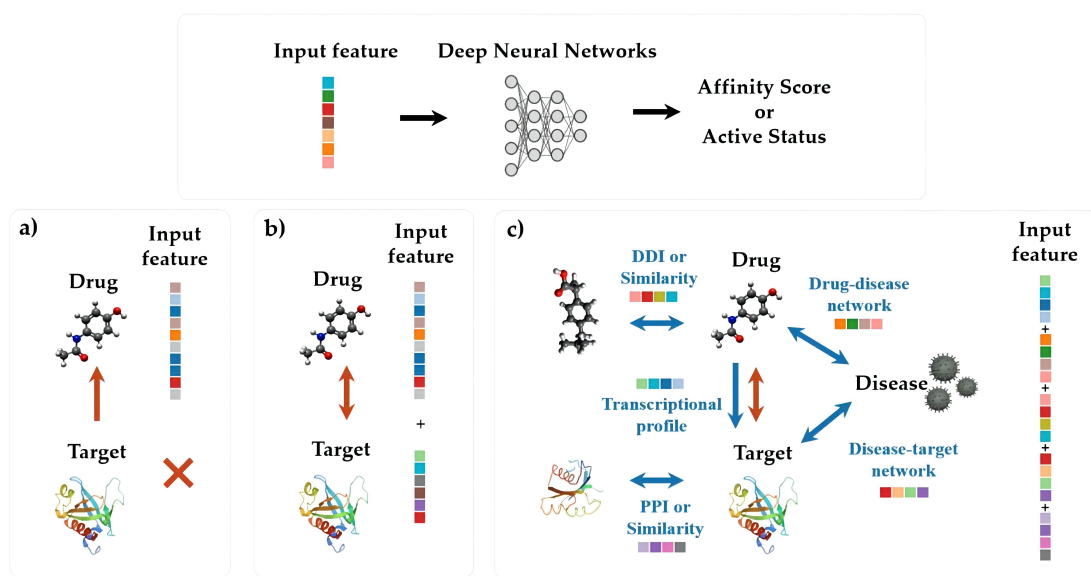 Input feature
Deep Neural Networks
Affinity Score
or
Active Status
a)
Input
feature
Drug
Target
b)
Input
feature
Drug
+
Target
c)
Input
feature
DDI or
Similarity
Drug
Drug-disease
network
+
Disease
+
Transcriptional
profile
Target
Disease-target
network
+
PPI or
Similarity
+